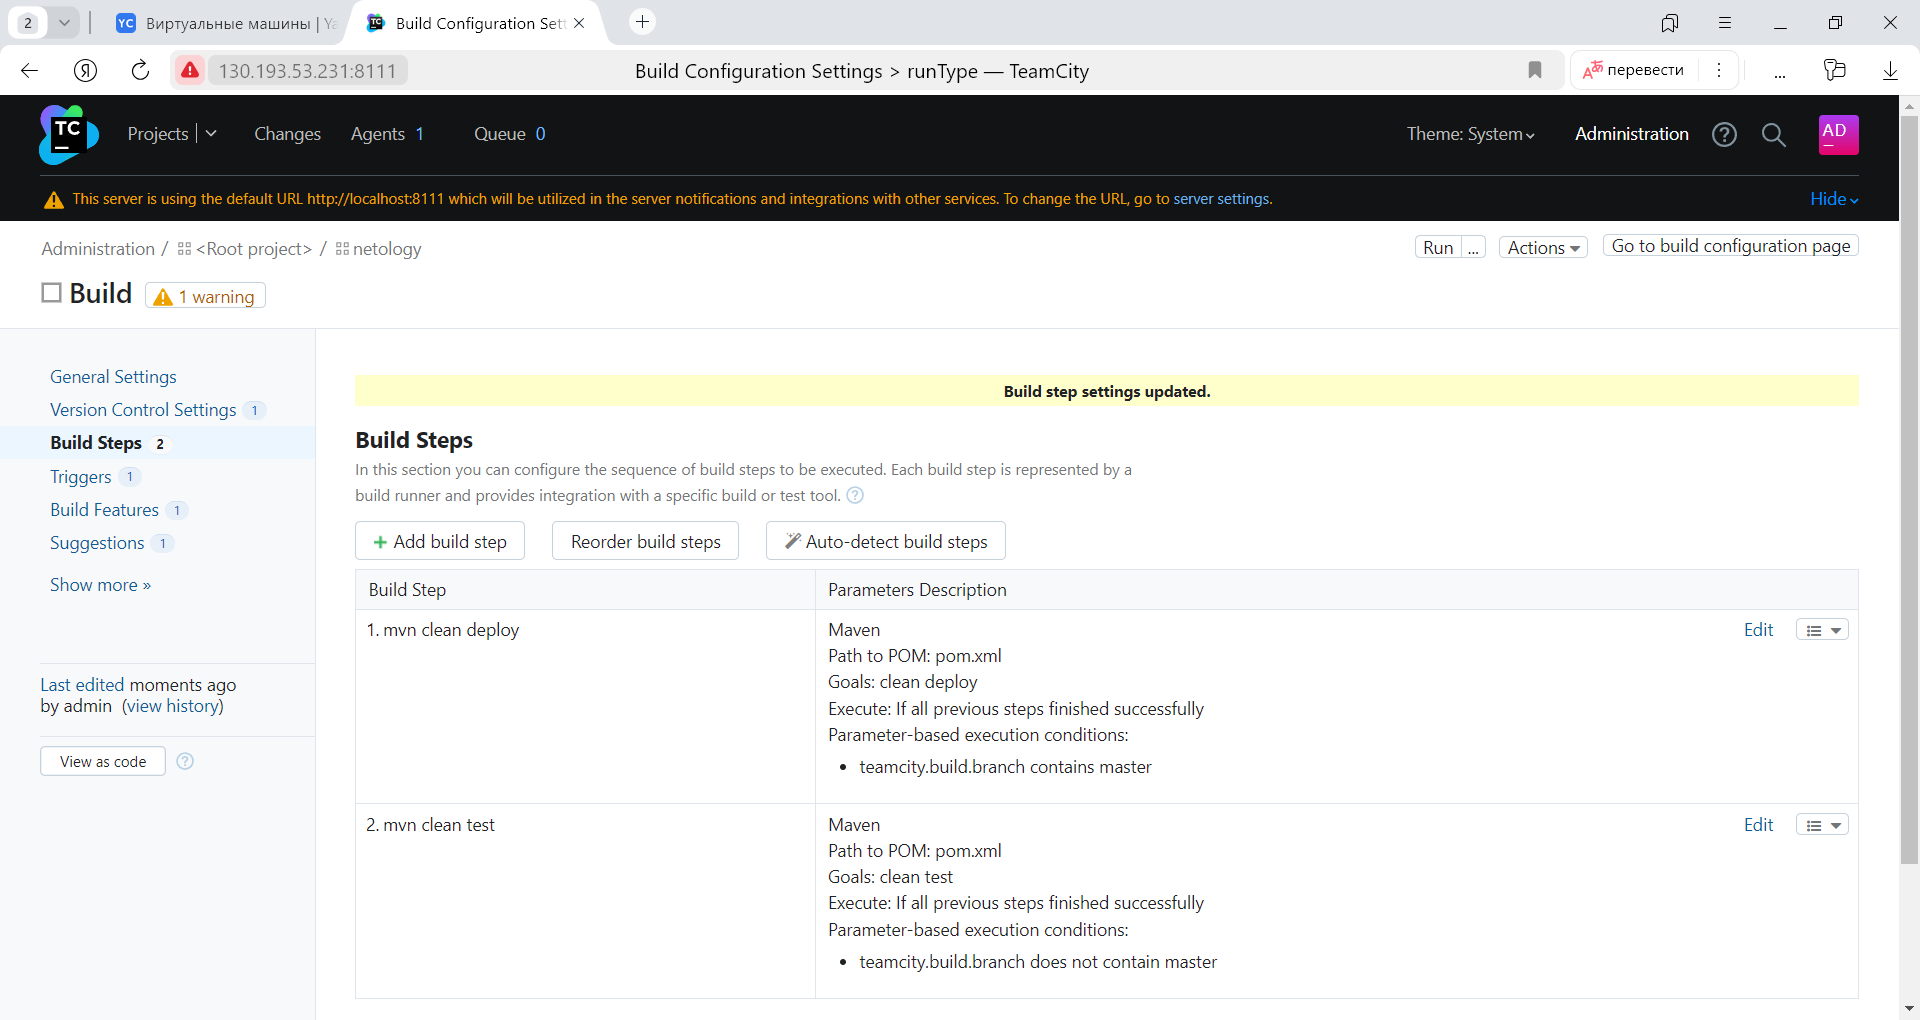 2
YC Виртуальные машины | Ya
TC Build Configuration Sett
Я 130.193.53.231:8111 Build Configuration Settings > runType — TeamCity перевести
TC Projects Changes Agents 1 Queue 0 Theme: System Administration AD
This server is using the default URL http://localhost:8111 which will be utilized in the server notifications and integrations with other services. To change the URL, go to server settings. Hide
Administration / <Root project> / netology Run ... Actions Go to build configuration page
Build 1 warning
General Settings
Version Control Settings 1
Build Steps 2
Triggers 1
Build Features 1
Suggestions 1
Show more »
Last edited moments ago
by admin (view history)
View as code ?
Build step settings updated.
Build Steps
In this section you can configure the sequence of build steps to be executed. Each build step is represented by a
build runner and provides integration with a specific build or test tool. ?
+ Add build step Reorder build steps Auto-detect build steps
Build Step Parameters Description
1. mvn clean deploy Maven Edit
Path to POM: pom.xml
Goals: clean deploy
Execute: If all previous steps finished successfully
Parameter-based execution conditions:
• teamcity.build.branch contains master
2. mvn clean test Maven Edit
Path to POM: pom.xml
Goals: clean test
Execute: If all previous steps finished successfully
Parameter-based execution conditions:
• teamcity.build.branch does not contain master